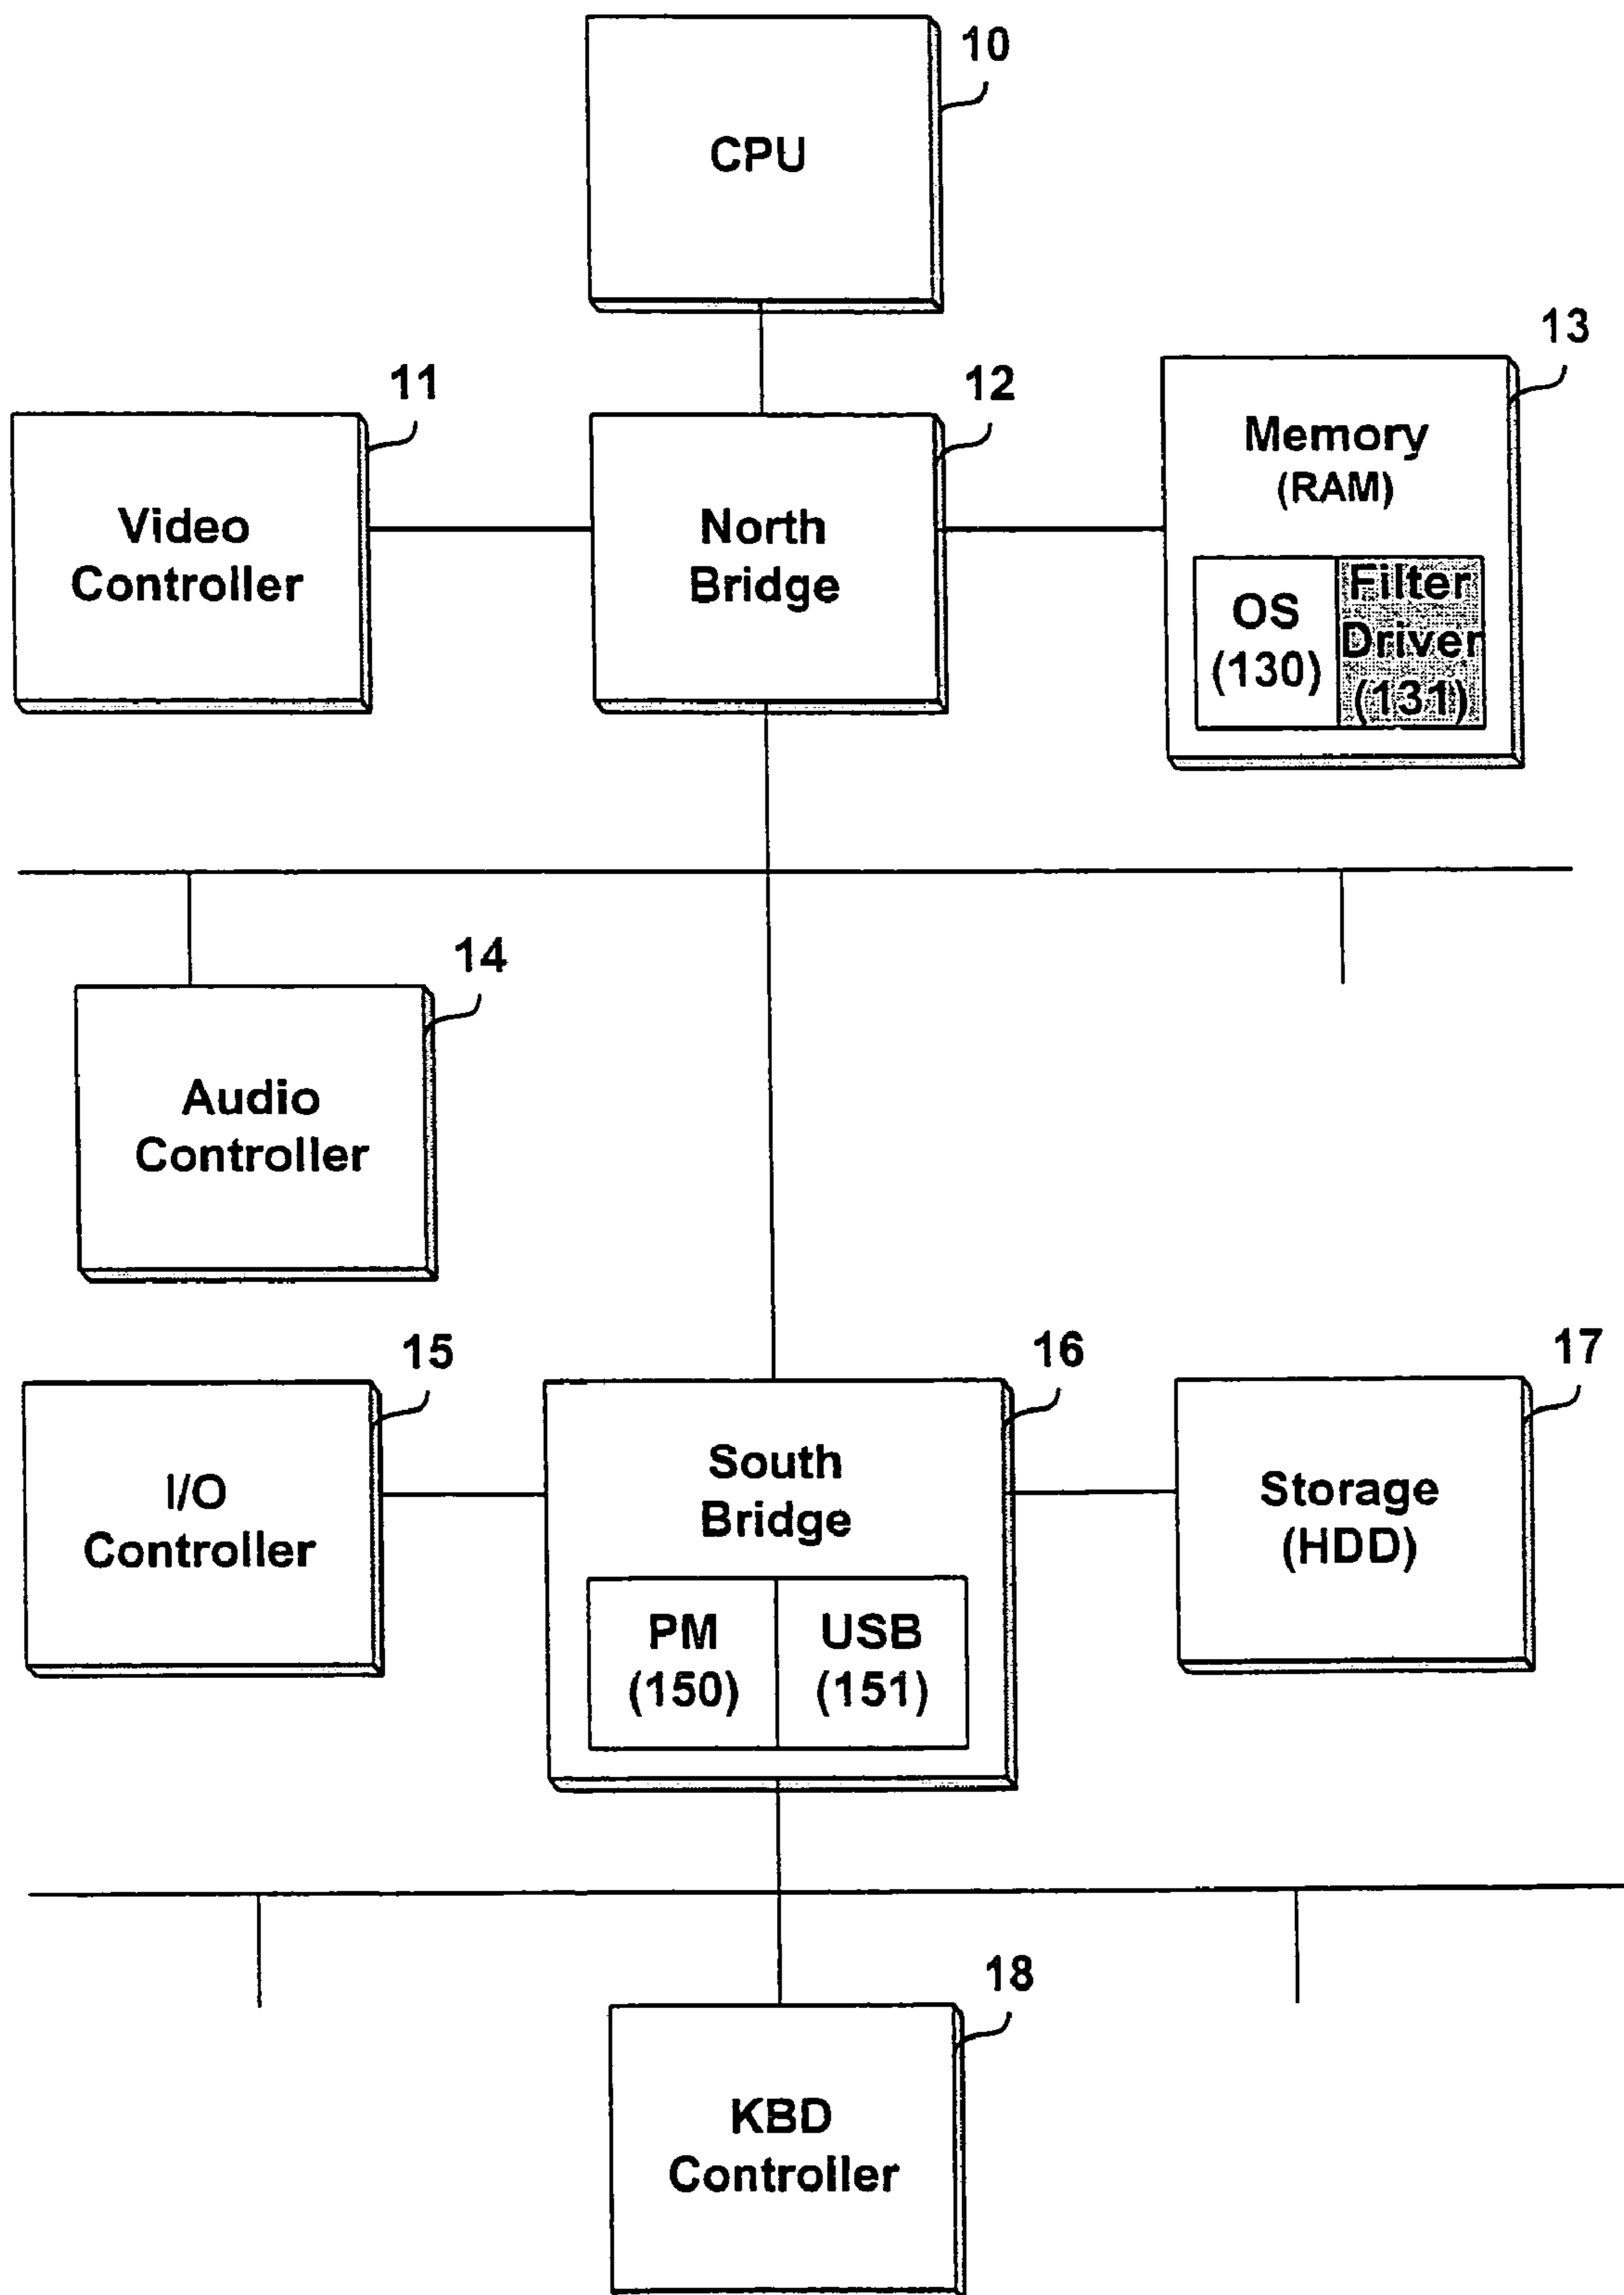 10
CPU
11
12
13
Video
Controller
North
Bridge
Memory
(RAM)
OS
(130)
Filter
Driver
(131)
14
Audio
Controller
15
16
17
I/O
Controller
South
Bridge
PM
(150)
USB
(151)
Storage
(HDD)
18
KBD
Controller